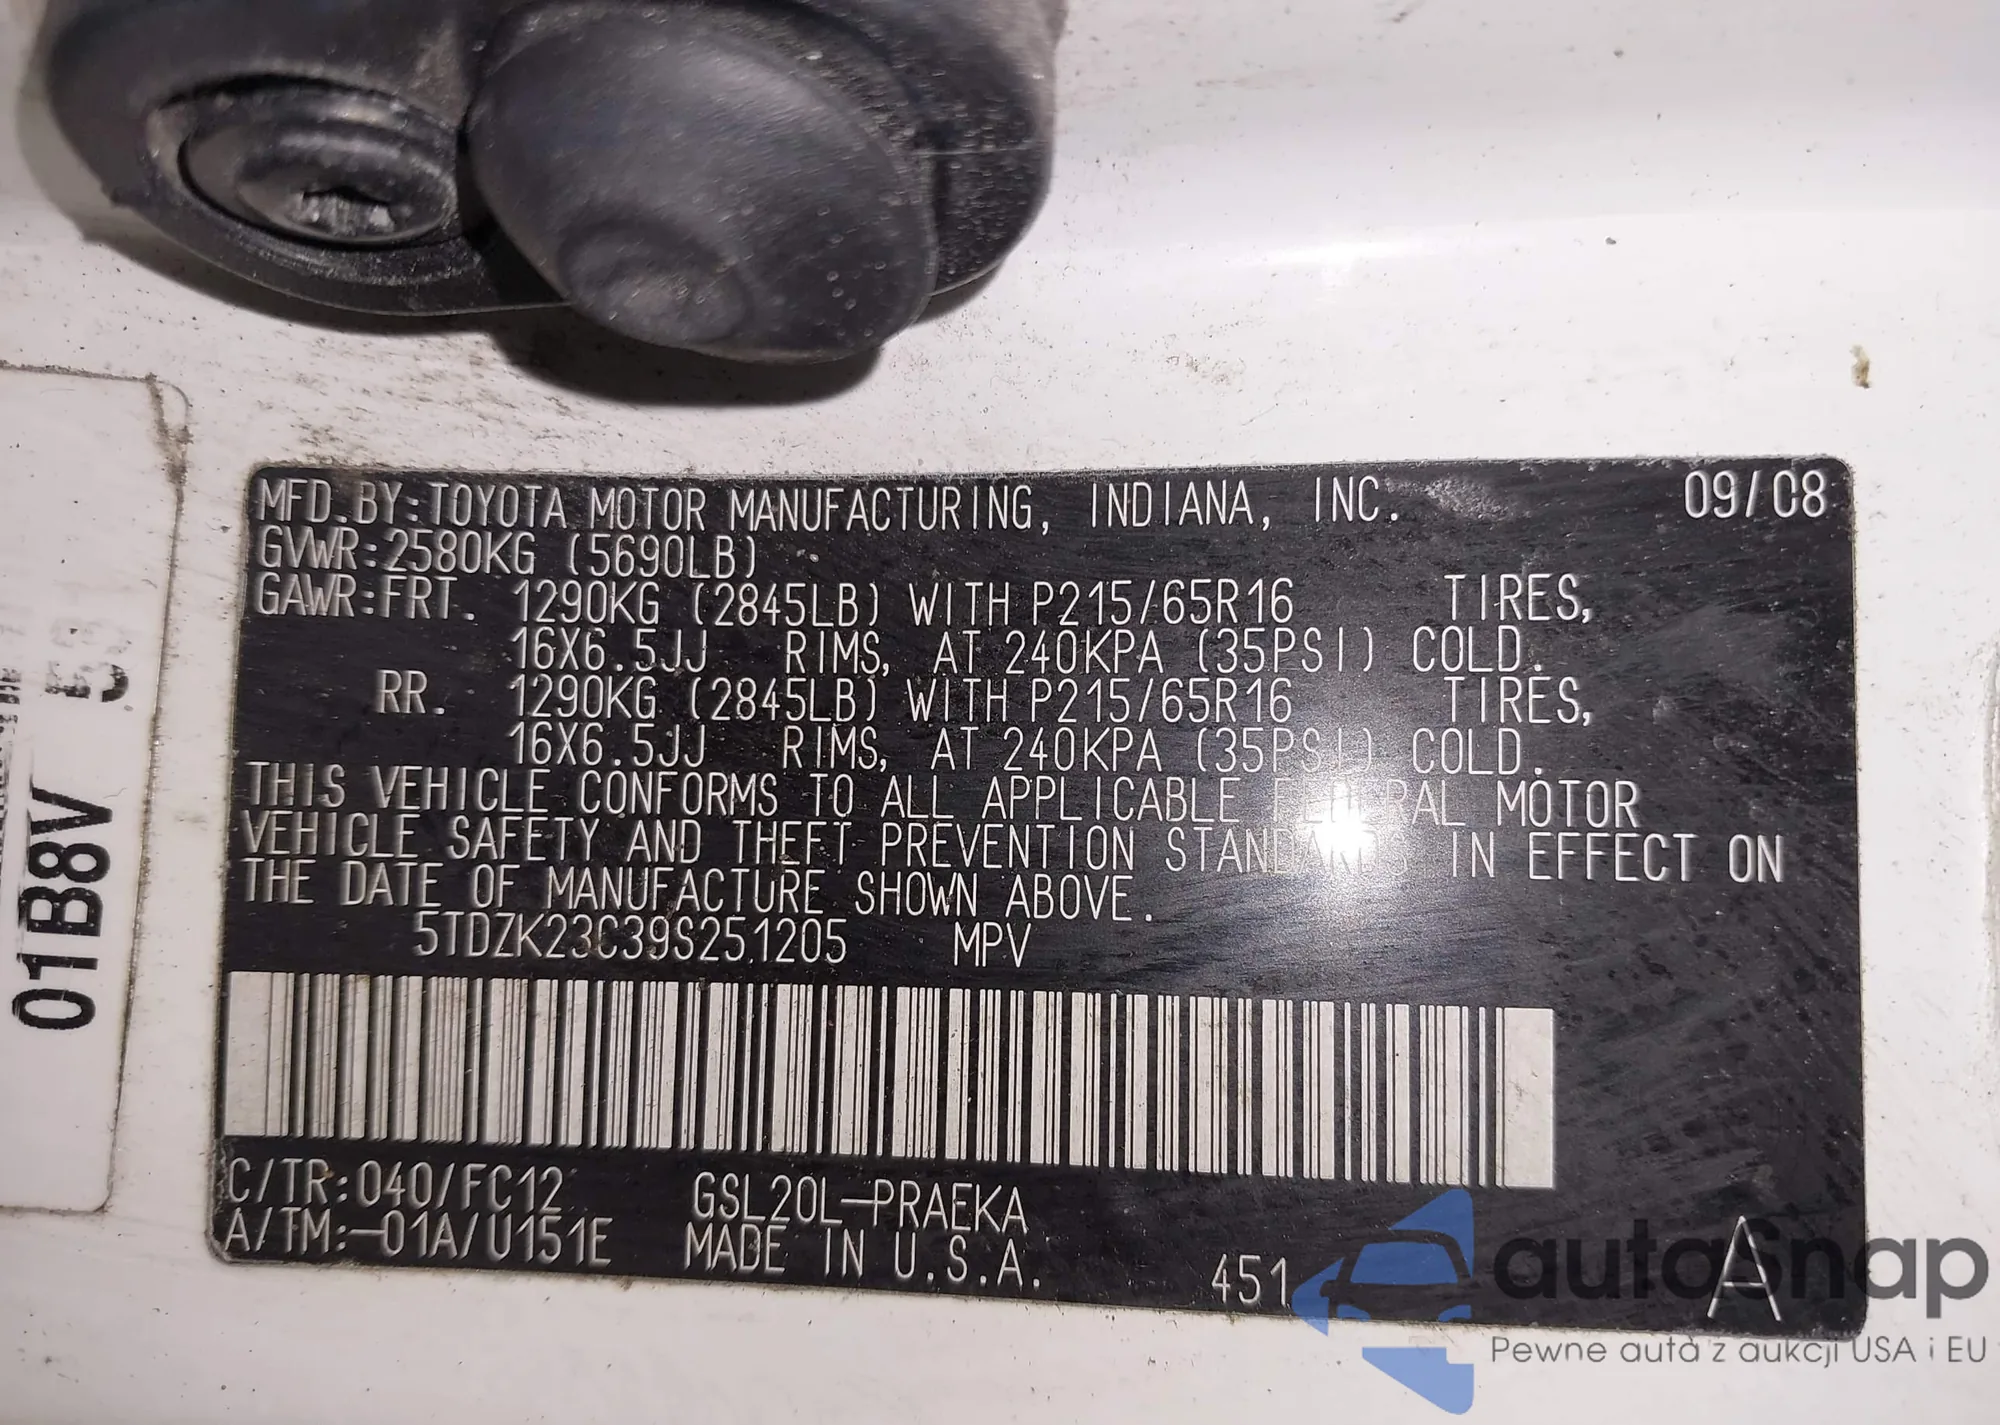 MFD.BY:TOYOTA MOTOR MANUFACTURING, INDIANA, INC. 09/08
GVWR:2580KG (5690LB)
GAWR:FRT. 1290KG (2845LB) WITH P215/65R16 TIRES,
16X6.5JJ RIMS, AT 240KPA (35PSI) COLD.
RR. 1290KG (2845LB) WITH P215/65R16 TIRES,
16X6.5JJ RIMS, AT 240KPA (35PSI) COLD.
THIS VEHICLE CONFORMS TO ALL APPLICABLE FEDERAL MOTOR
VEHICLE SAFETY AND THEFT PREVENTION STANDARDS IN EFFECT ON
THE DATE OF MANUFACTURE SHOWN ABOVE.
5TDZK23C39S251205 MPV
C/TR:040/FC12 GSL20L-PRAEKA
A/TM:-01A/U151E MADE IN U.S.A. 451 A
01B8V 59
autoSnap
Pewne auta z aukcji USA i EU